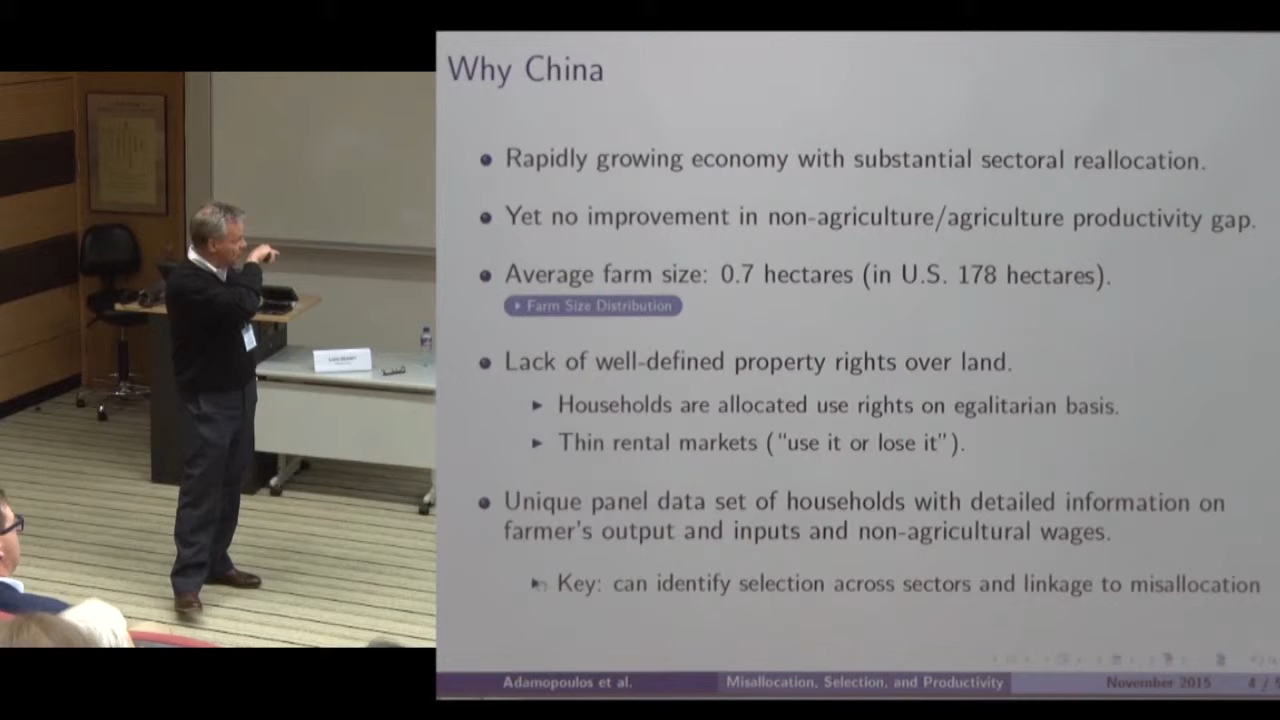 Why China
Rapidly growing economy with substantial sectoral reallocation.
Yet no improvement in non-agriculture/agriculture productivity gap.
Average farm size: 0.7 hectares (in U.S. 178 hectares).
Farm Size Distribution
Lack of well-defined property rights over land.
Households are allocated use rights on egalitarian basis.
Thin rental markets (“use it or lose it”).
Unique panel data set of households with detailed information on
farmer's output and inputs and non-agricultural wages.
Key: can identify selection across sectors and linkage to misallocation
Adamopoulos et al. Misallocation, Selection, and Productivity November 2015 4 /